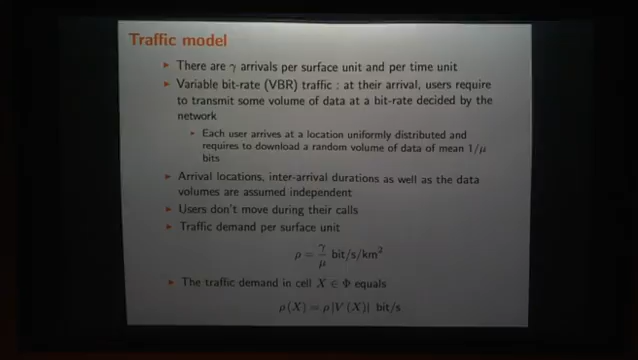 Traffic model
▸ There are γ arrivals per surface unit and per time unit
▸ Variable bit-rate (VBR) traffic : at their arrival, users require
to transmit some volume of data at a bit-rate decided by the
network
▸ Each user arrives at a location uniformly distributed and
requires to download a random volume of data of mean 1/μ
bits
▸ Arrival locations, inter-arrival durations as well as the data
volumes are assumed independent
▸ Users don't move during their calls
▸ Traffic demand per surface unit
ρ = γ/μ bit/s/km²
▸ The traffic demand in cell X ∈ Φ equals
ρ(X) = ρ|V(X)| bit/s